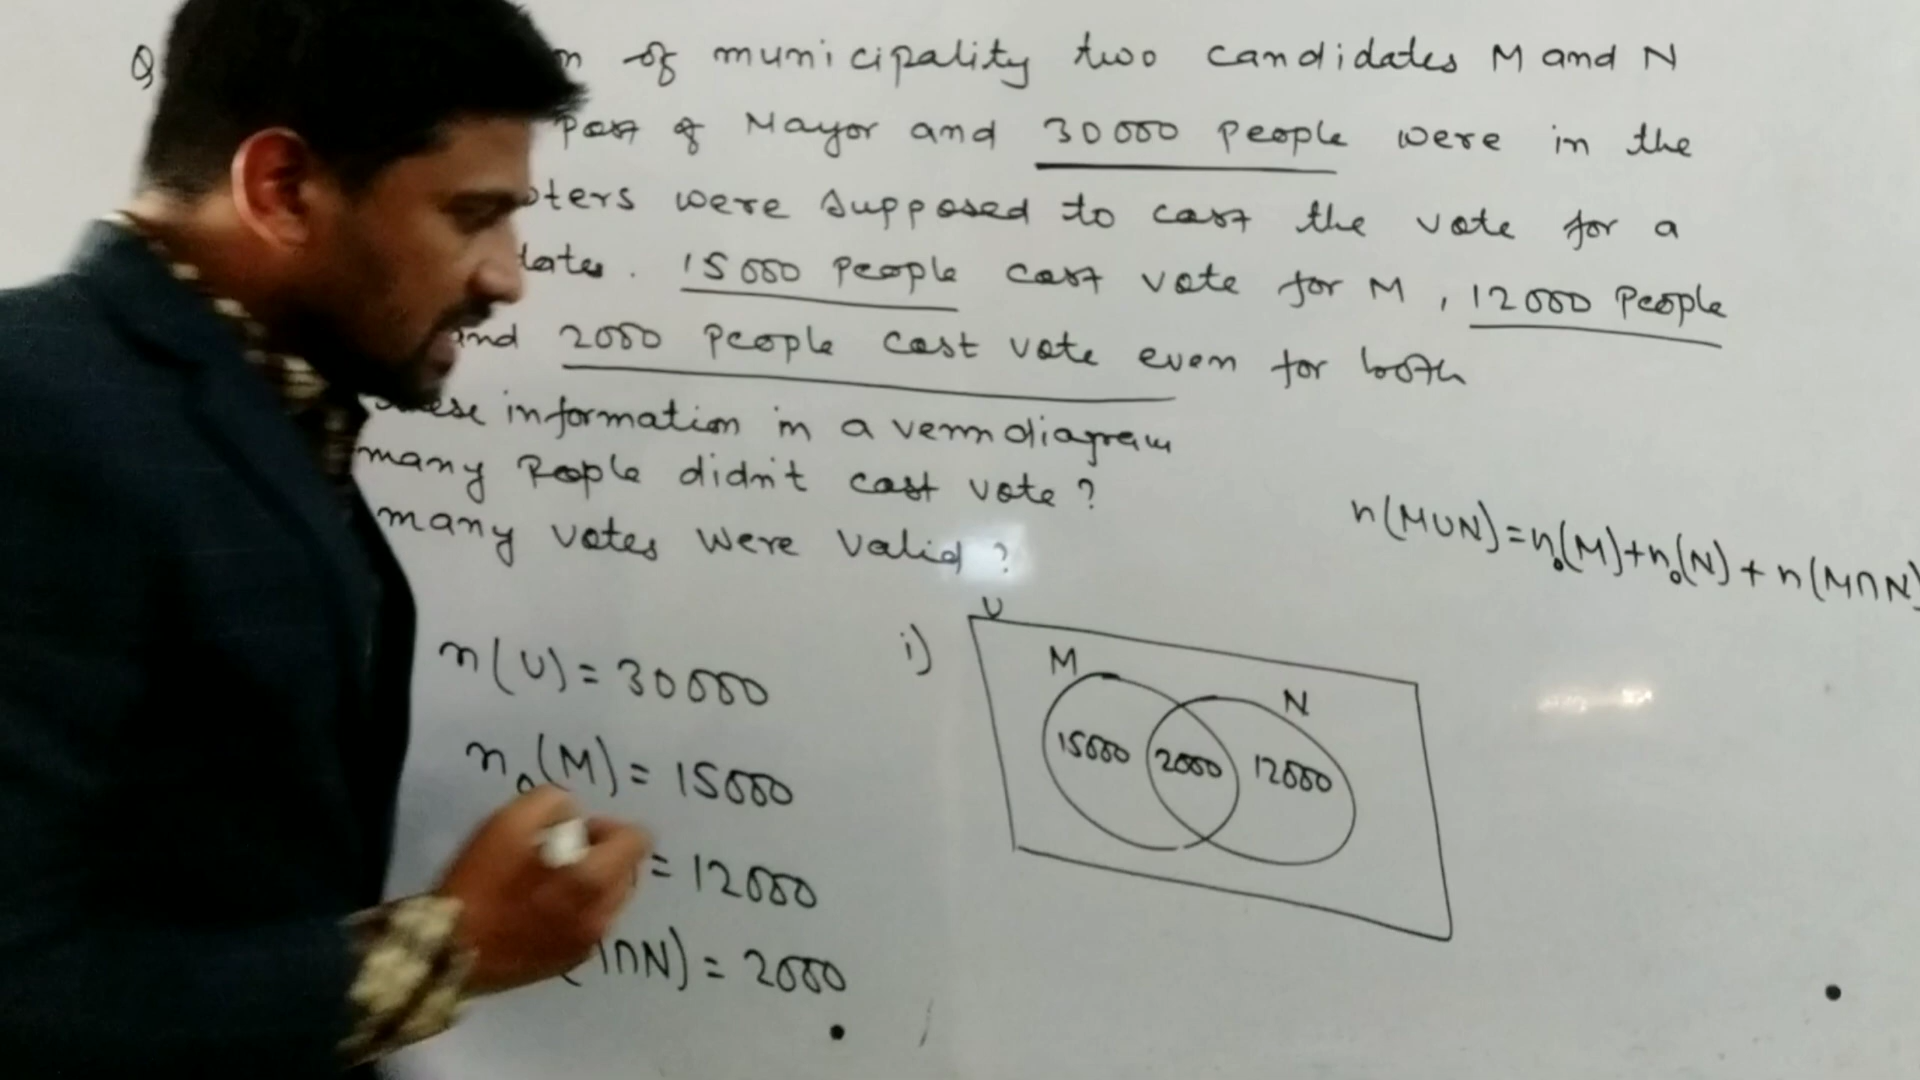 Q of municipality two candidates M and N
Post of Mayor and 30000 people were in the
were supposed to cast the vote for a
15000 people cast vote for M, 12000 people
and 2000 people cast vote even for both
information in a venn diagram
many people didn't cast vote?
many votes were valid?
n(MUN)=n₀(M)+n₀(N)+n(M∩N)
n(U)=30000
n₀(M)=15000
=12000
∩N)=2000
i)
U
M
N
15000 2000 12000